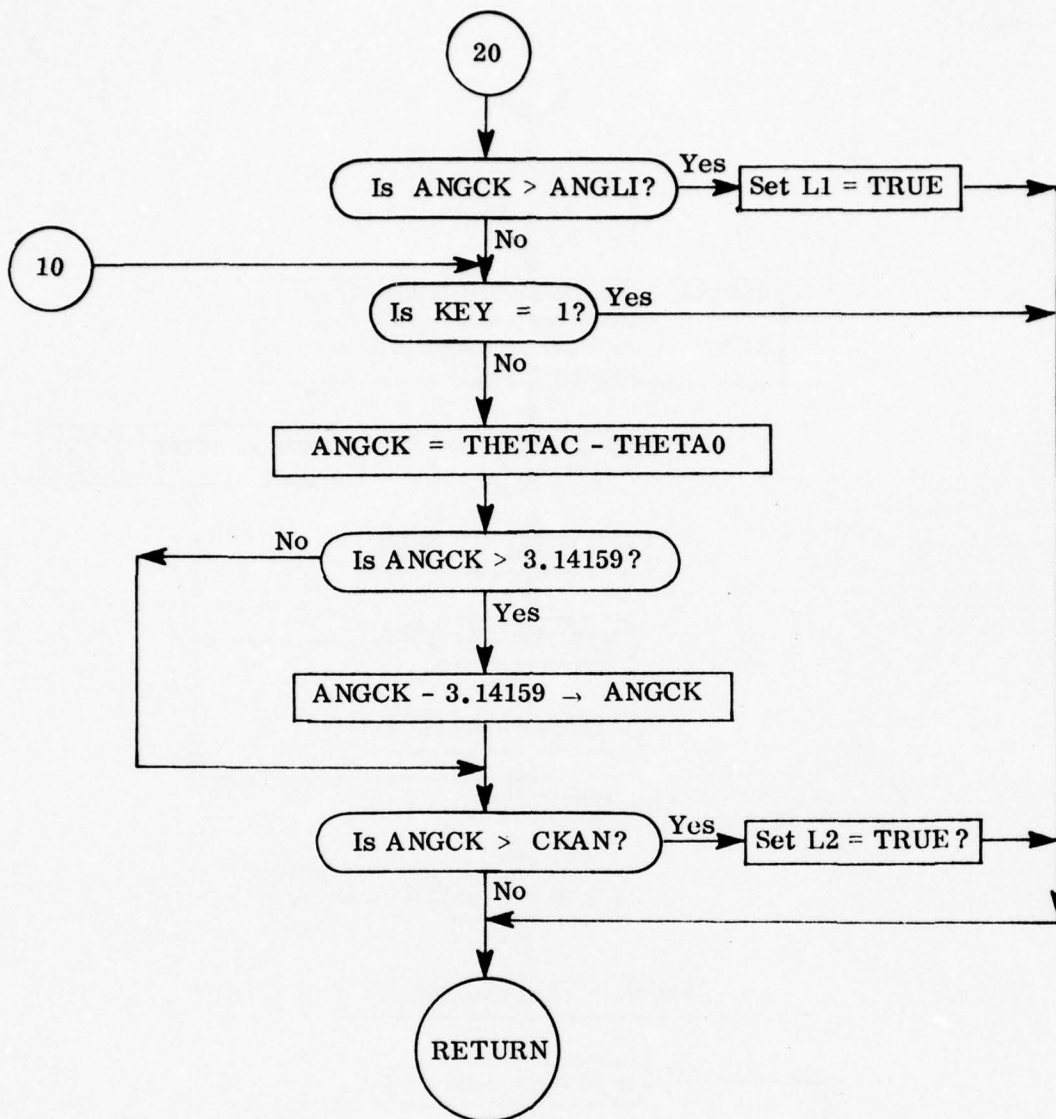 20
Is ANGCK > ANGLI?
Yes
Set L1 = TRUE
No
10
Is KEY = 1?
Yes
No
ANGCK = THETAC - THETA0
No
Is ANGCK > 3.14159?
Yes
ANGCK - 3.14159 → ANGCK
Is ANGCK > CKAN?
Yes
Set L2 = TRUE?
No
RETURN